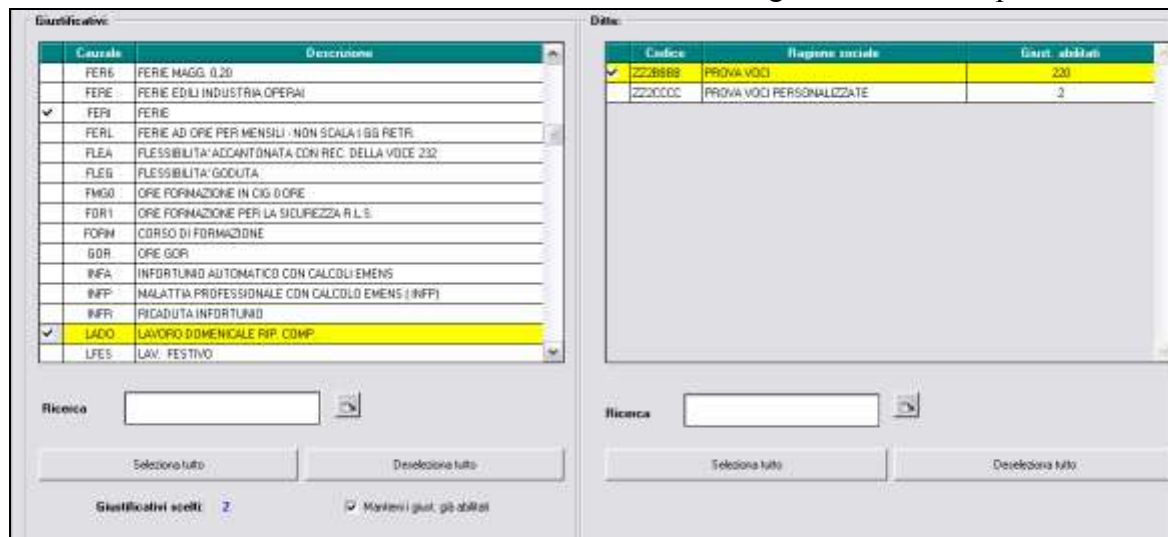 Giustificativi: Ditte:
Causale Descrizione Codice Ragione sociale Giust. abilitati
FER6 FERIE MAGG. 0,20 ZZ2BBBB PROVA VOCI 220
FERE FERIE EDILI INDUSTRIA OPERAI ZZ2CCCC PROVA VOCI PERSONALIZZATE 2
FERI FERIE
FERL FERIE AD ORE PER MENSILI - NON SCALA I GG RETR.
FLEA FLESSIBILITA' ACCANTONATA CON REC. DELLA VOCE 232
FLEG FLESSIBILITA' GODUTA
FMG0 ORE FORMAZIONE IN CIG 0 ORE
FOR1 ORE FORMAZIONE PER LA SICUREZZA R.L.S.
FORM CORSO DI FORMAZIONE
GOR ORE GOR
INFA INFORTUNIO AUTOMATICO CON CALCOLI EMENS
INFP MALATTIA PROFESSIONALE CON CALCOLO EMENS ( INFP)
INFR RICADUTA INFORTUNIO
LADO LAVORO DOMENICALE RIP. COMP
LFES LAV. FESTIVO
Ricerca Ricerca
Seleziona tutto Deseleziona tutto Seleziona tutto Deseleziona tutto
Giustificativi scelti: 2 Mantieni i giust. già abilitati